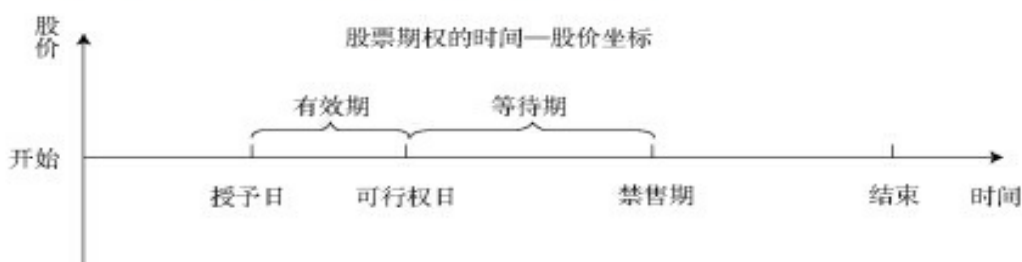 股价
股票期权的时间—股价坐标
有效期
等待期
开始
授予日
可行权日
禁售期
结束
时间